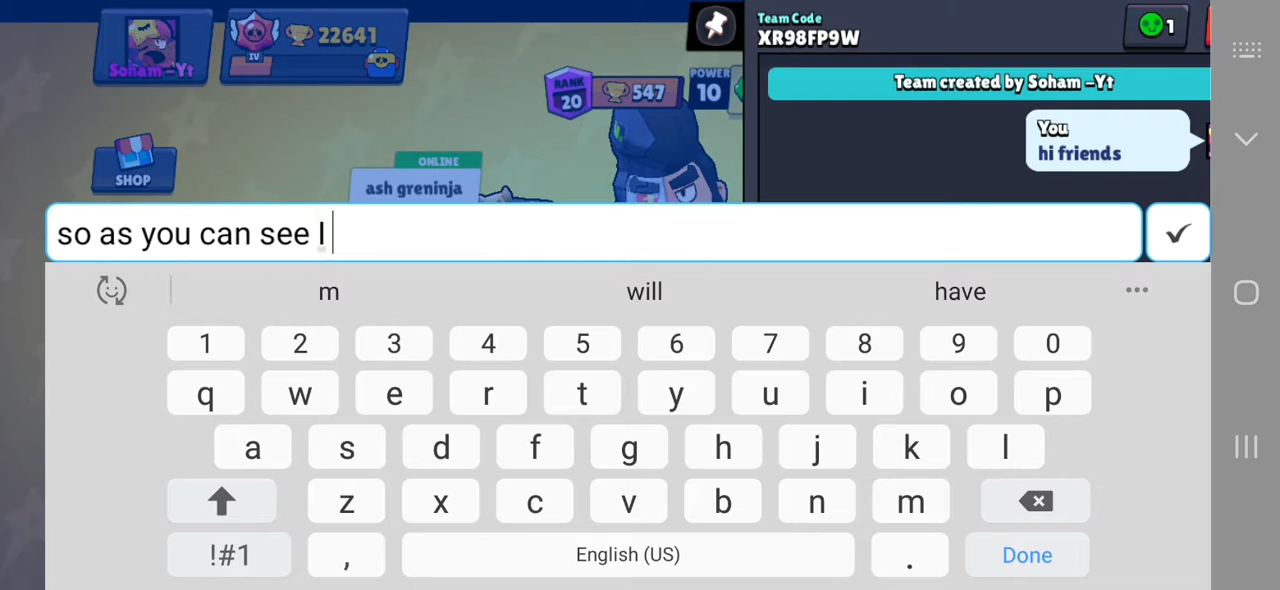 Soham -Yt
IV
22641
RANK
20
547
POWER
10
SHOP
ONLINE
ash greninja
Team Code
XR98FP9W
1
Team created by Soham -Yt
You
hi friends
so as you can see I
m will have
1 2 3 4 5 6 7 8 9 0
q w e r t y u i o p
a s d f g h j k l
z x c v b n m
!#1 , English (US) . Done